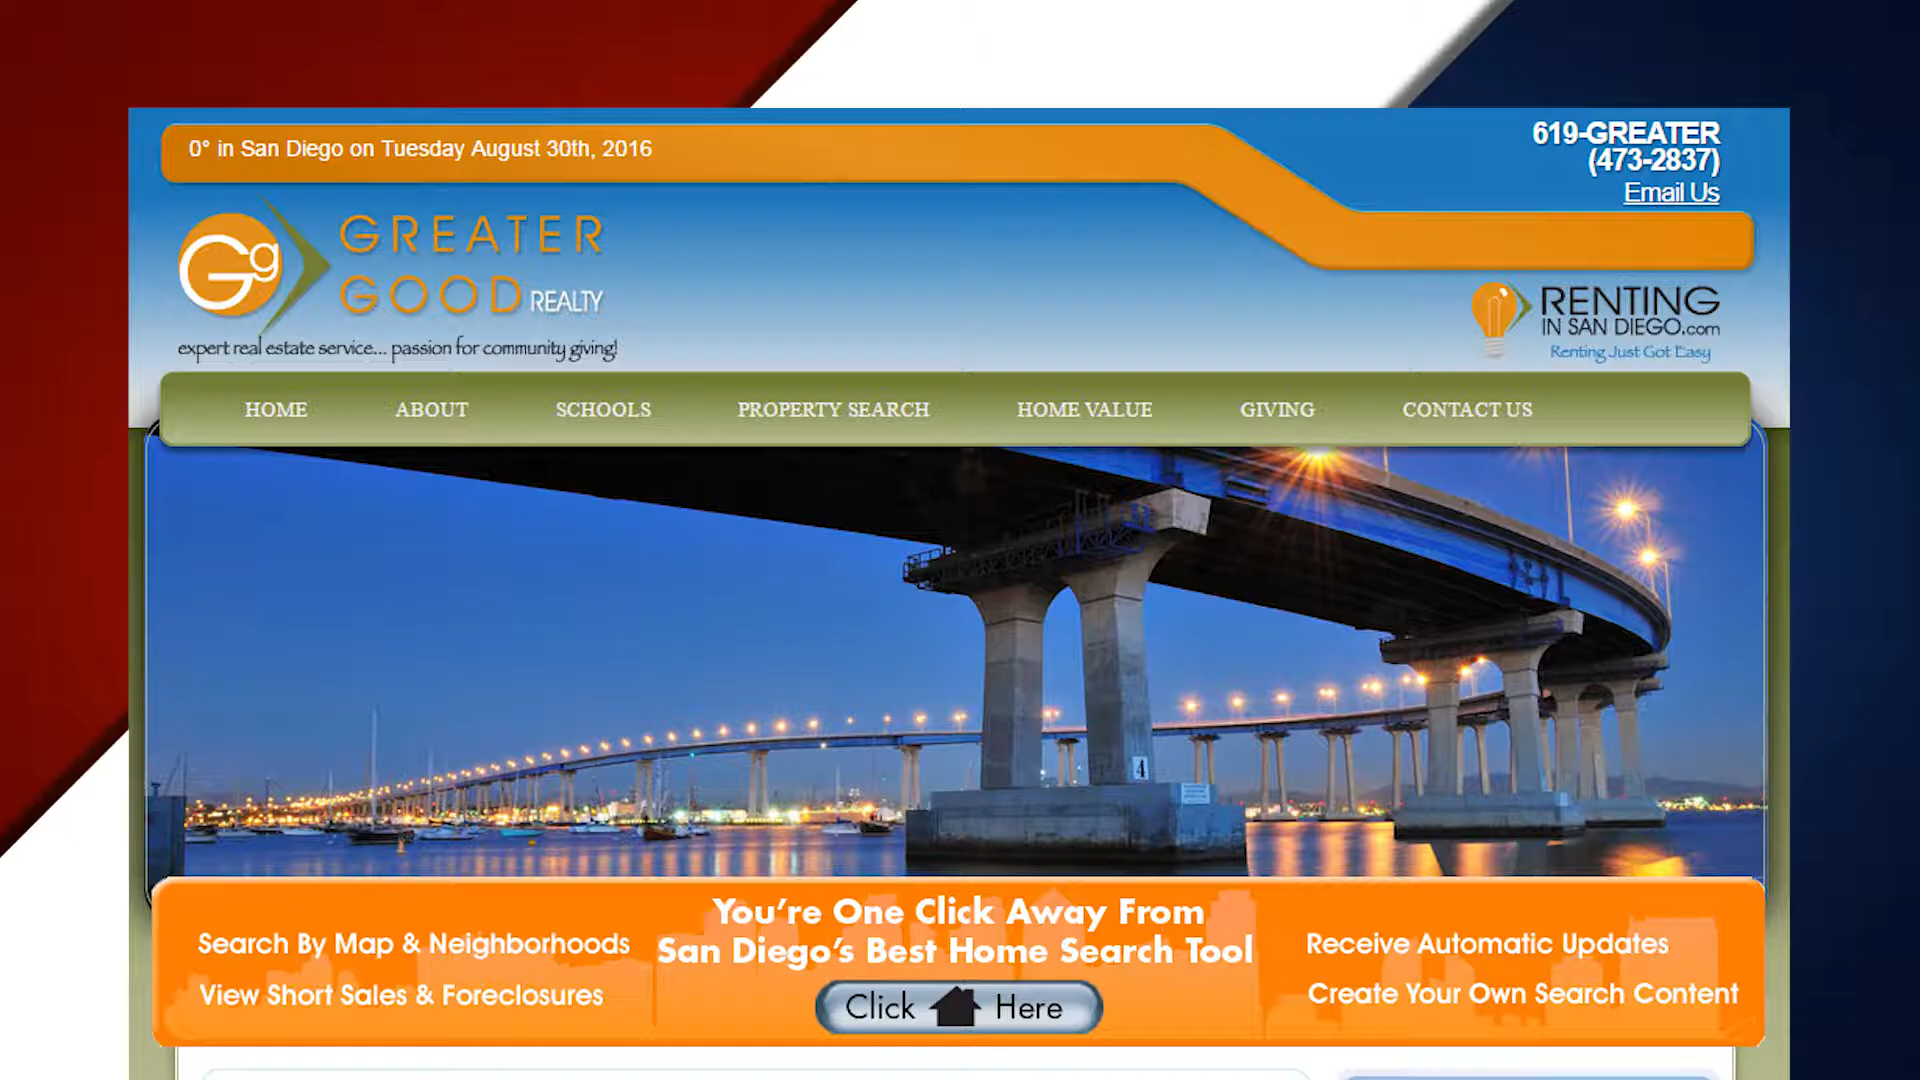 0° in San Diego on Tuesday August 30th, 2016
619-GREATER
(473-2837)
Email Us
Gg
GREATER
GOOD REALTY
expert real estate service... passion for community giving!
RENTING
IN SAN DIEGO.com
Renting Just Got Easy
HOME ABOUT SCHOOLS PROPERTY SEARCH HOME VALUE GIVING CONTACT US
4
You're One Click Away From
San Diego's Best Home Search Tool
Search By Map & Neighborhoods
View Short Sales & Foreclosures
Click Here
Receive Automatic Updates
Create Your Own Search Content